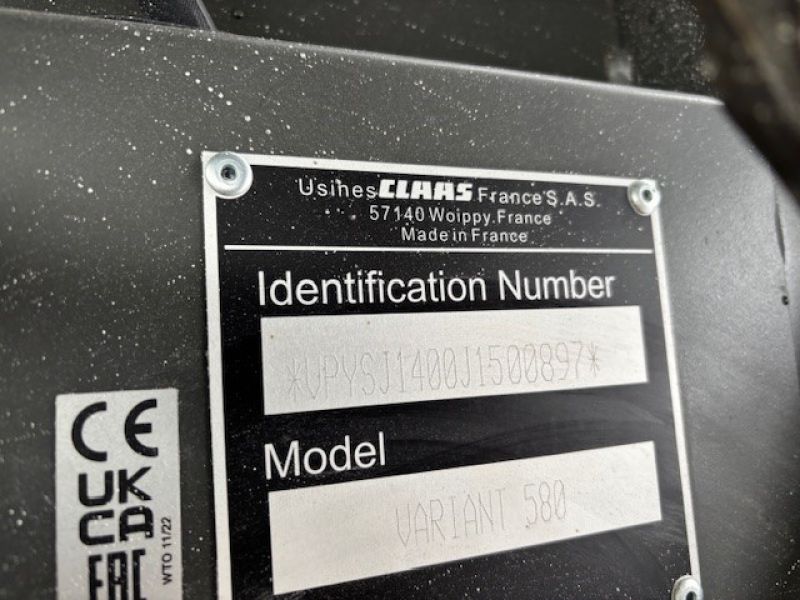 Usines CLAAS France S.A.S.
57140 Woippy.France
Made in France
Identification Number
*VPYSJ1400J1500897*
Model
VARIANT 580
CE
UK
CA
EAC
WTO 11/22